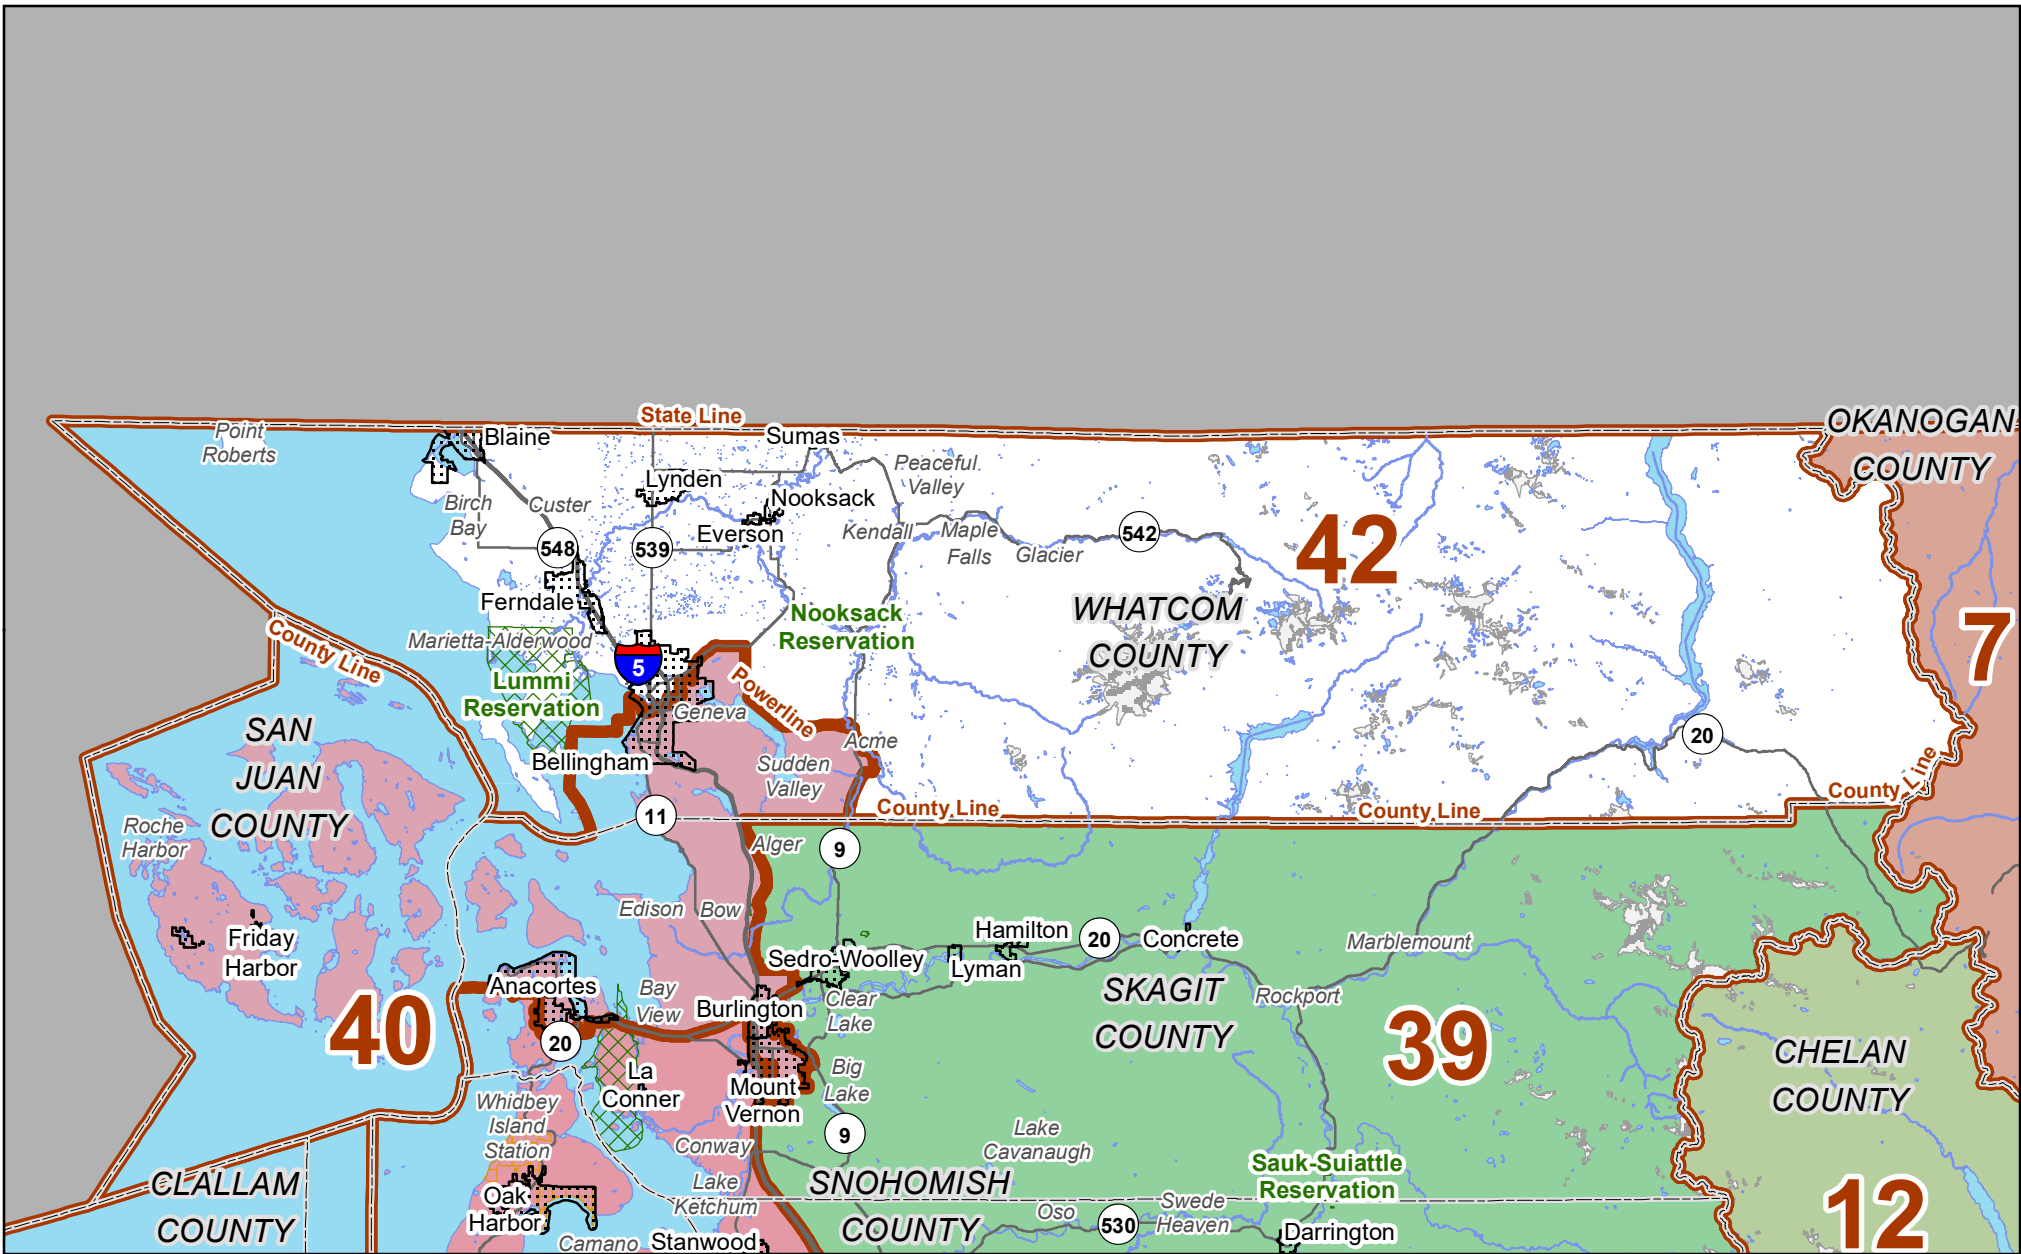 State Line
OKANOGAN
COUNTY
Point
Roberts
Blaine
Sumas
Lynden
Peaceful
Valley
Birch
Bay
Custer
Nooksack
Everson
Kendall
Maple
Falls
Glacier
542
42
548
539
Ferndale
WHATCOM
COUNTY
Nooksack
Reservation
7
County Line
Marietta-Alderwood
5
Lummi
Reservation
Geneva
Powerline
SAN
JUAN
COUNTY
Bellingham
Acme
Sudden
Valley
20
County Line
County Line
County Line
11
Roche
Harbor
Alger
9
Edison
Bow
Friday
Harbor
Hamilton
20
Concrete
Marblemount
Sedro-Woolley
Lyman
Anacortes
Bay
View
Burlington
Clear
Lake
SKAGIT
COUNTY
Rockport
40
20
39
CHELAN
COUNTY
La
Conner
Mount
Vernon
Big
Lake
Whidbey
Island
Station
9
Conway
Lake
Cavanaugh
CLALLAM
COUNTY
Oak
Harbor
Lake
Ketchum
SNOHOMISH
COUNTY
Sauk-Suiattle
Reservation
Oso
530
Swede
Heaven
Darrington
12
Camano
Stanwood